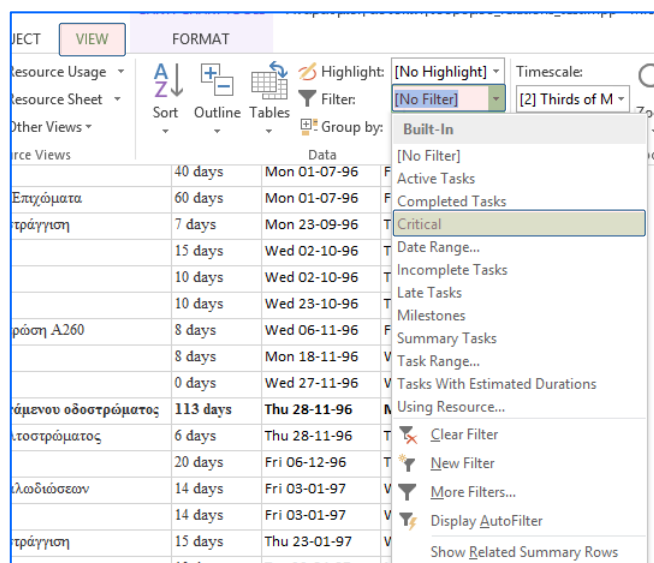 JECT VIEW FORMAT
Resource Usage
Resource Sheet
Other Views
rce Views
Sort
Outline
Tables
Highlight: [No Highlight]
Filter: [No Filter]
Group by:
Data
Timescale:
[2] Thirds of M
Built-In
[No Filter]
Active Tasks
Completed Tasks
Critical
Date Range...
Incomplete Tasks
Late Tasks
Milestones
Summary Tasks
Task Range...
Tasks With Estimated Durations
Using Resource...
Clear Filter
New Filter
More Filters...
Display AutoFilter
Show Related Summary Rows
40 days Mon 01-07-96 F
Επιχώματα 60 days Mon 01-07-96 F
τράγγιση 7 days Mon 23-09-96 T
15 days Wed 02-10-96 T
10 days Wed 02-10-96 T
10 days Wed 23-10-96 T
ρώση Α260 8 days Wed 06-11-96 F
8 days Mon 18-11-96 W
0 days Wed 27-11-96 W
τάμενου οδοστρώματος 113 days Thu 28-11-96 M
λτοστρώματος 6 days Thu 28-11-96 T
20 days Fri 06-12-96 T
αλωδιώσεων 14 days Fri 03-01-97 W
14 days Fri 03-01-97 W
τράγγιση 15 days Thu 23-01-97 W